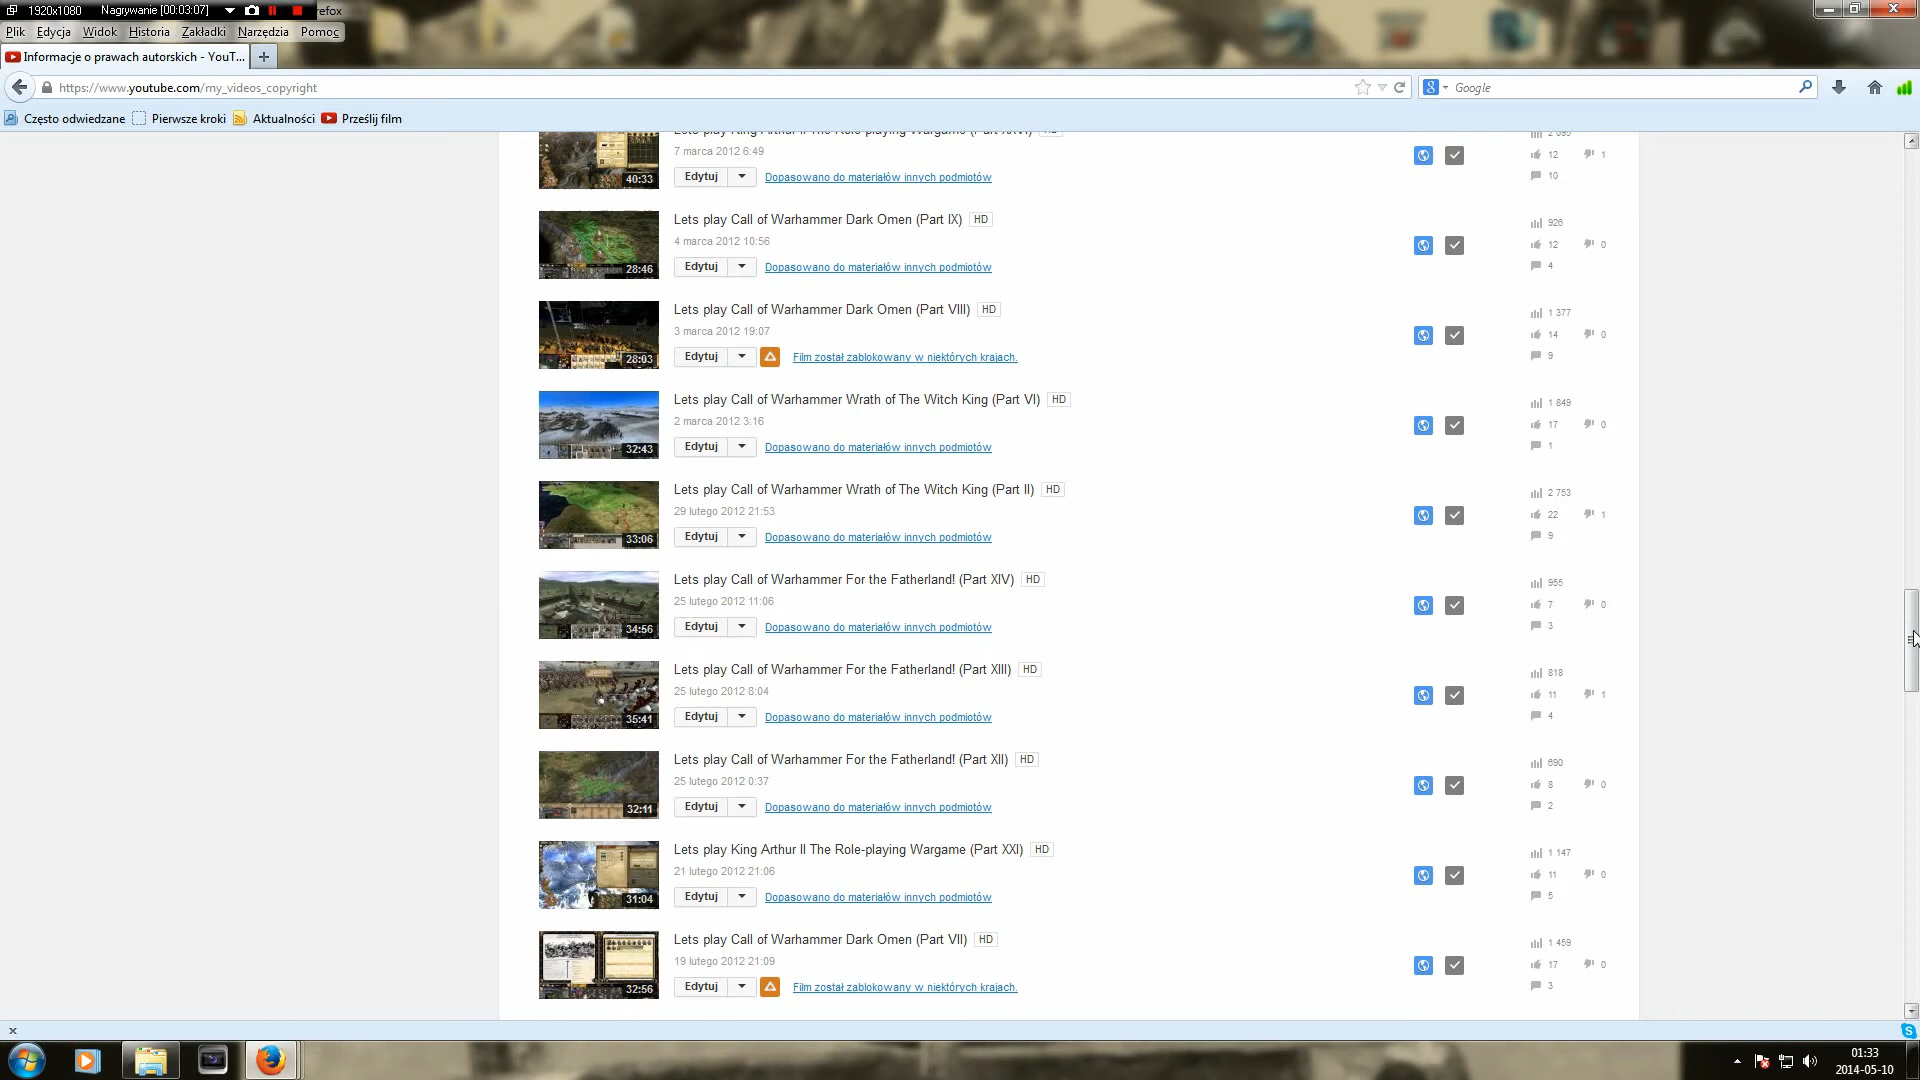 1920x1080 Nagrywanie [00:03:07] refox
Plik Edycja Widok Historia Zakładki Narzędzia Pomoc
Informacje o prawach autorskich - YouT...
https://www.youtube.com/my_videos_copyright Google
Często odwiedzane Pierwsze kroki Aktualności Prześlij film
Lets play King Arthur II The Role-playing Wargame (Part XXVI) HD 2 095
7 marca 2012 6:49 12 1
40:33 Edytuj Dopasowano do materiałów innych podmiotów 10
Lets play Call of Warhammer Dark Omen (Part IX) HD 926
4 marca 2012 10:56 12 0
28:46 Edytuj Dopasowano do materiałów innych podmiotów 4
Lets play Call of Warhammer Dark Omen (Part VIII) HD 1 377
3 marca 2012 19:07 14 0
28:03 Edytuj Film został zablokowany w niektórych krajach. 9
Lets play Call of Warhammer Wrath of The Witch King (Part VI) HD 1 849
2 marca 2012 3:16 17 0
32:43 Edytuj Dopasowano do materiałów innych podmiotów 1
Lets play Call of Warhammer Wrath of The Witch King (Part II) HD 2 753
29 lutego 2012 21:53 22 1
33:06 Edytuj Dopasowano do materiałów innych podmiotów 9
Lets play Call of Warhammer For the Fatherland! (Part XIV) HD 955
25 lutego 2012 11:06 7 0
34:56 Edytuj Dopasowano do materiałów innych podmiotów 3
Lets play Call of Warhammer For the Fatherland! (Part XIII) HD 818
25 lutego 2012 8:04 11 1
35:41 Edytuj Dopasowano do materiałów innych podmiotów 4
Lets play Call of Warhammer For the Fatherland! (Part XII) HD 690
25 lutego 2012 0:37 8 0
32:11 Edytuj Dopasowano do materiałów innych podmiotów 2
Lets play King Arthur II The Role-playing Wargame (Part XXI) HD 1 147
21 lutego 2012 21:06 11 0
31:04 Edytuj Dopasowano do materiałów innych podmiotów 5
Lets play Call of Warhammer Dark Omen (Part VII) HD 1 459
19 lutego 2012 21:09 17 0
32:56 Edytuj Film został zablokowany w niektórych krajach. 3
01:33
2014-05-10